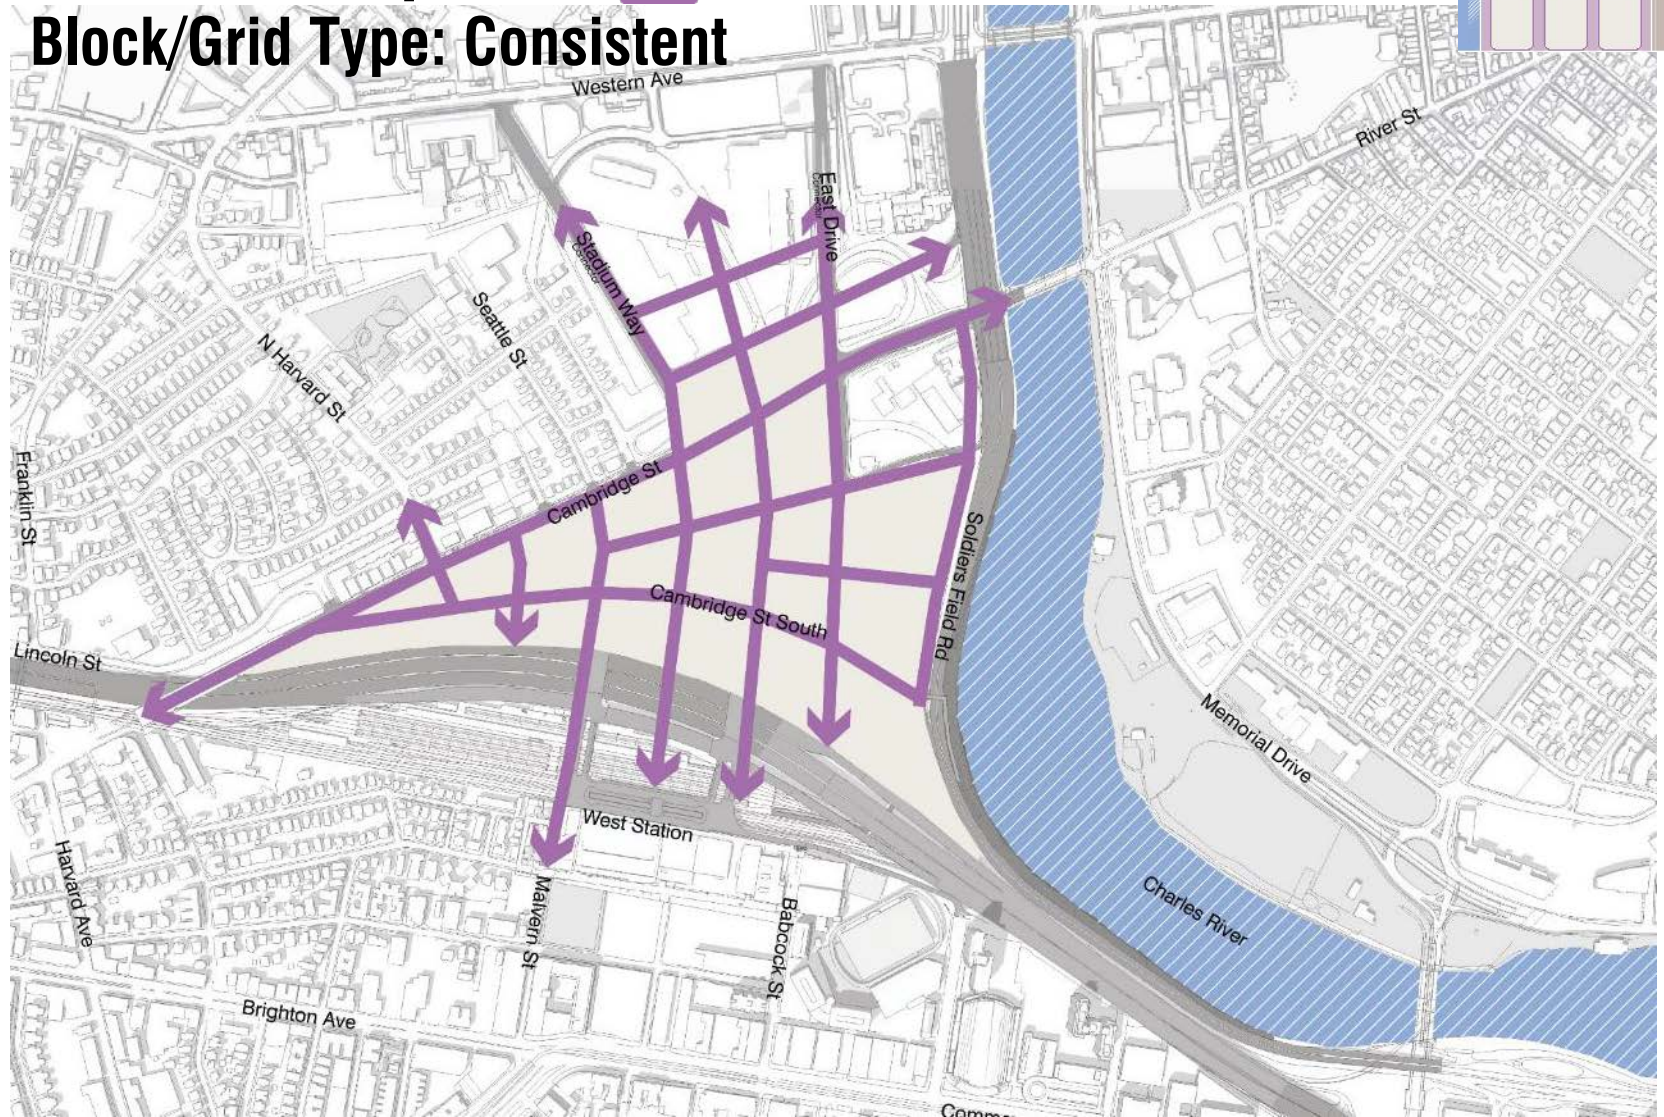 Block/Grid Type: Consistent
Western Ave
River St
East Drive
Connector
Stadium Way
Connector
Seattle St
N Harvard St
Franklin St
Cambridge St
Soldiers Field Rd
Cambridge St South
Lincoln St
Memorial Drive
West Station
Harvard Ave
Malvern St
Babcock St
Charles River
Brighton Ave